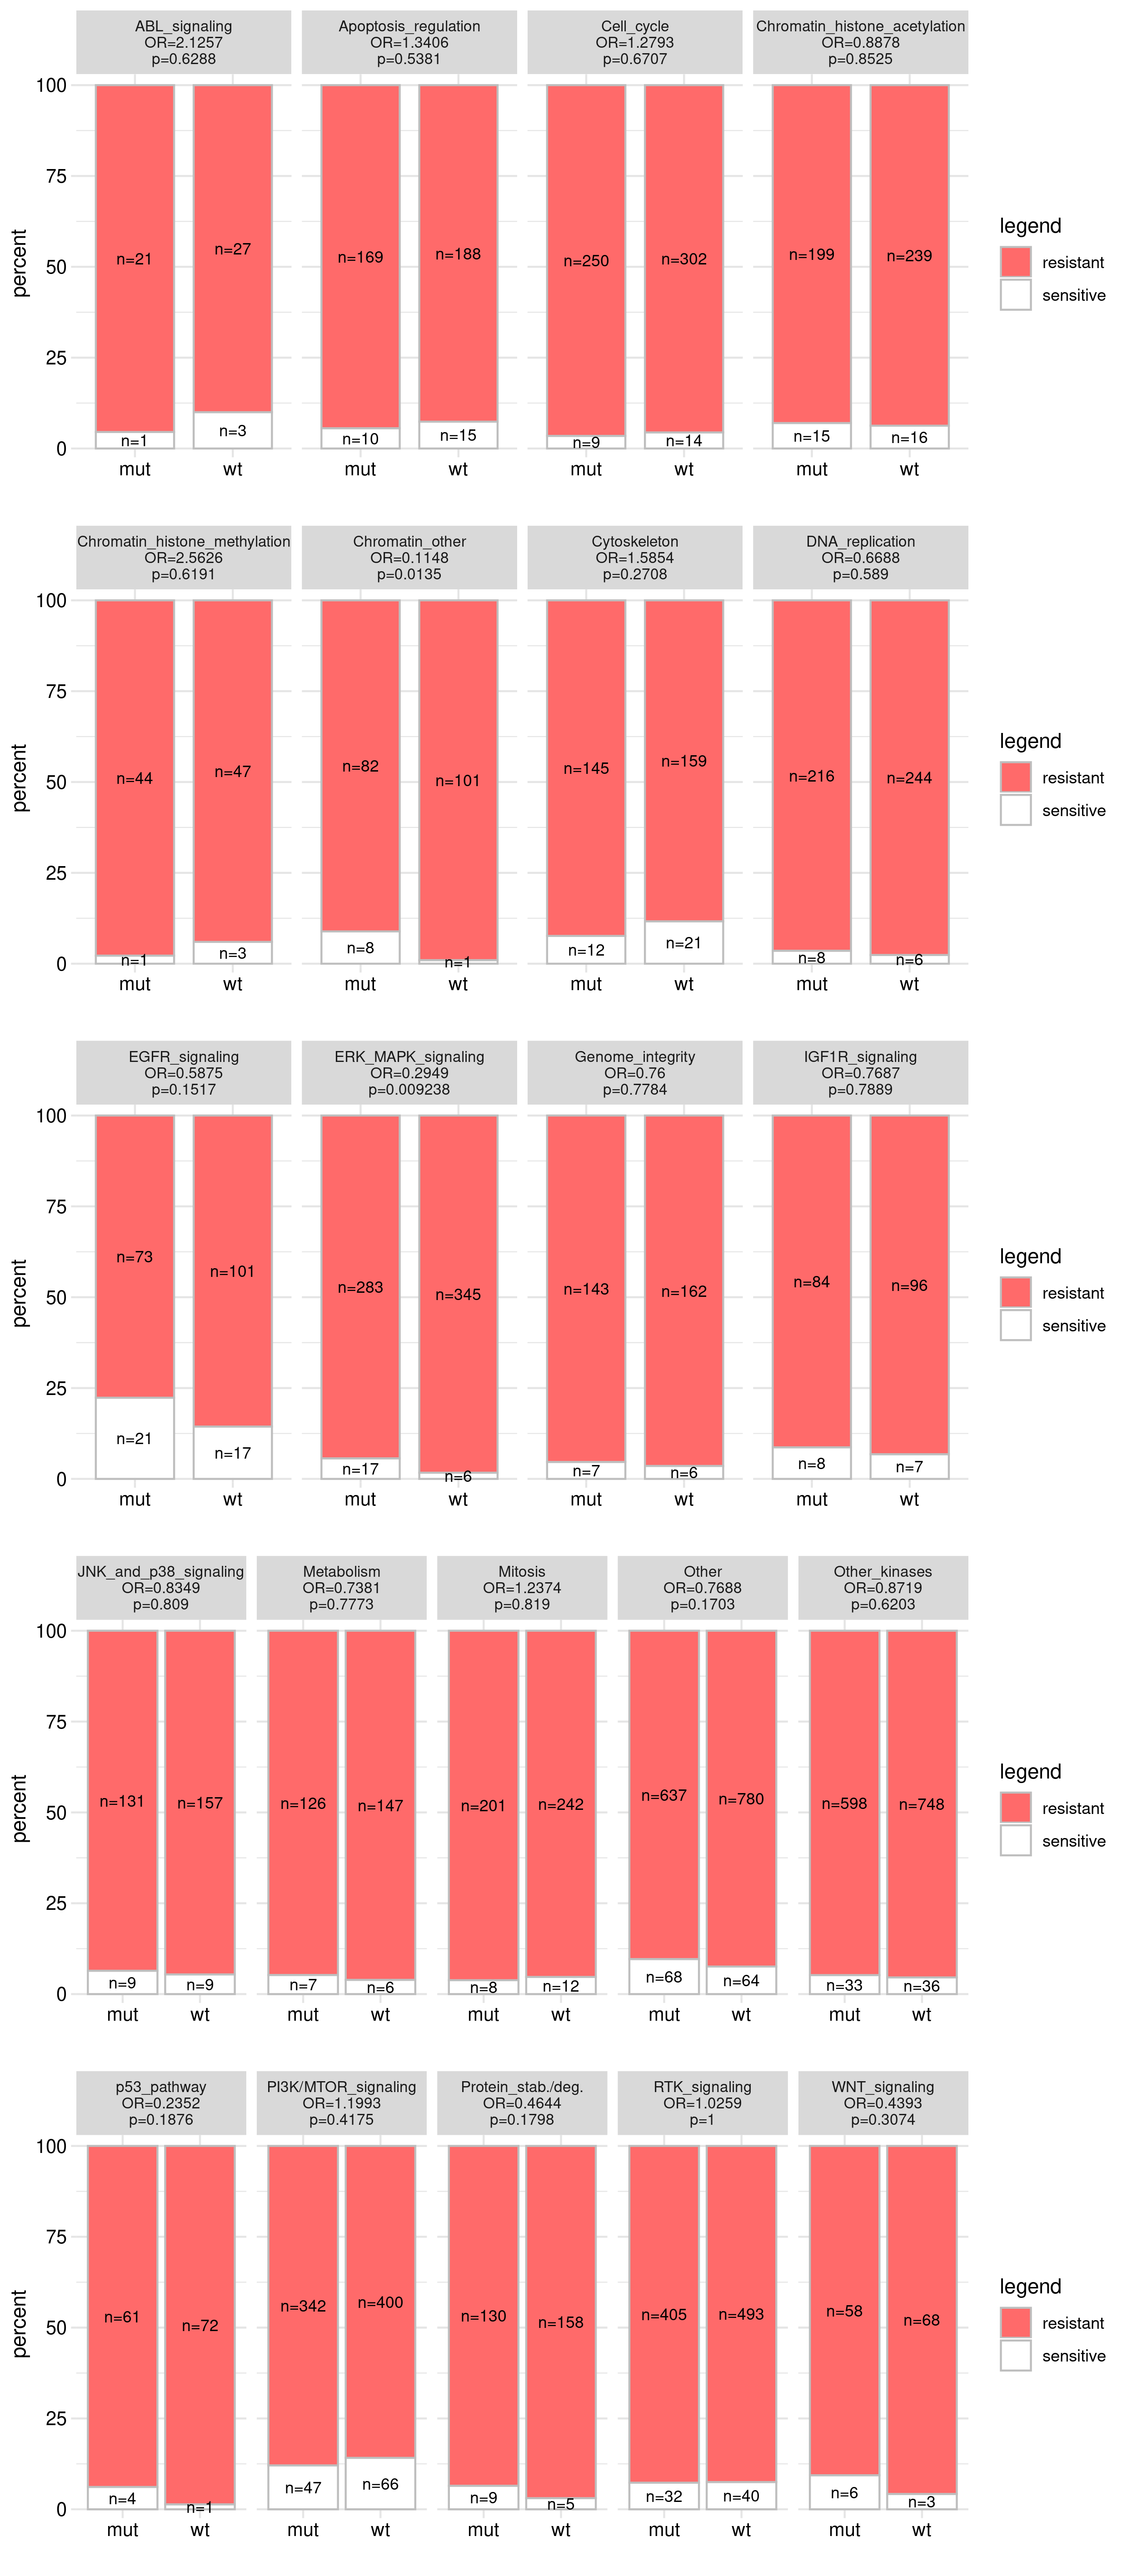 ABL_signaling
OR=2.1257
p=0.6288
Apoptosis_regulation
OR=1.3406
p=0.5381
Cell_cycle
OR=1.2793
p=0.6707
Chromatin_histone_acetylation
OR=0.8878
p=0.8525
percent
100
75
50
25
0
n=21
n=27
n=169
n=188
n=250
n=302
n=199
n=239
n=1
n=3
n=10
n=15
n=9
n=14
n=15
n=16
mut
wt
mut
wt
mut
wt
mut
wt
legend
resistant
sensitive
Chromatin_histone_methylation
OR=2.5626
p=0.6191
Chromatin_other
OR=0.1148
p=0.0135
Cytoskeleton
OR=1.5854
p=0.2708
DNA_replication
OR=0.6688
p=0.589
percent
100
75
50
25
0
n=44
n=47
n=82
n=101
n=145
n=159
n=216
n=244
n=1
n=3
n=8
n=1
n=12
n=21
n=8
n=6
mut
wt
mut
wt
mut
wt
mut
wt
legend
resistant
sensitive
EGFR_signaling
OR=0.5875
p=0.1517
ERK_MAPK_signaling
OR=0.2949
p=0.009238
Genome_integrity
OR=0.76
p=0.7784
IGF1R_signaling
OR=0.7687
p=0.7889
percent
100
75
50
25
0
n=73
n=101
n=283
n=345
n=143
n=162
n=84
n=96
n=21
n=17
n=17
n=6
n=7
n=6
n=8
n=7
mut
wt
mut
wt
mut
wt
mut
wt
legend
resistant
sensitive
JNK_and_p38_signaling
OR=0.8349
p=0.809
Metabolism
OR=0.7381
p=0.7773
Mitosis
OR=1.2374
p=0.819
Other
OR=0.7688
p=0.1703
Other_kinases
OR=0.8719
p=0.6203
percent
100
75
50
25
0
n=131
n=157
n=126
n=147
n=201
n=242
n=637
n=780
n=598
n=748
n=9
n=9
n=7
n=6
n=8
n=12
n=68
n=64
n=33
n=36
mut
wt
mut
wt
mut
wt
mut
wt
mut
wt
legend
resistant
sensitive
p53_pathway
OR=0.2352
p=0.1876
PI3K/MTOR_signaling
OR=1.1993
p=0.4175
Protein_stab./deg.
OR=0.4644
p=0.1798
RTK_signaling
OR=1.0259
p=1
WNT_signaling
OR=0.4393
p=0.3074
percent
100
75
50
25
0
n=61
n=72
n=342
n=400
n=130
n=158
n=405
n=493
n=58
n=68
n=4
n=1
n=47
n=66
n=9
n=5
n=32
n=40
n=6
n=3
mut
wt
mut
wt
mut
wt
mut
wt
mut
wt
legend
resistant
sensitive